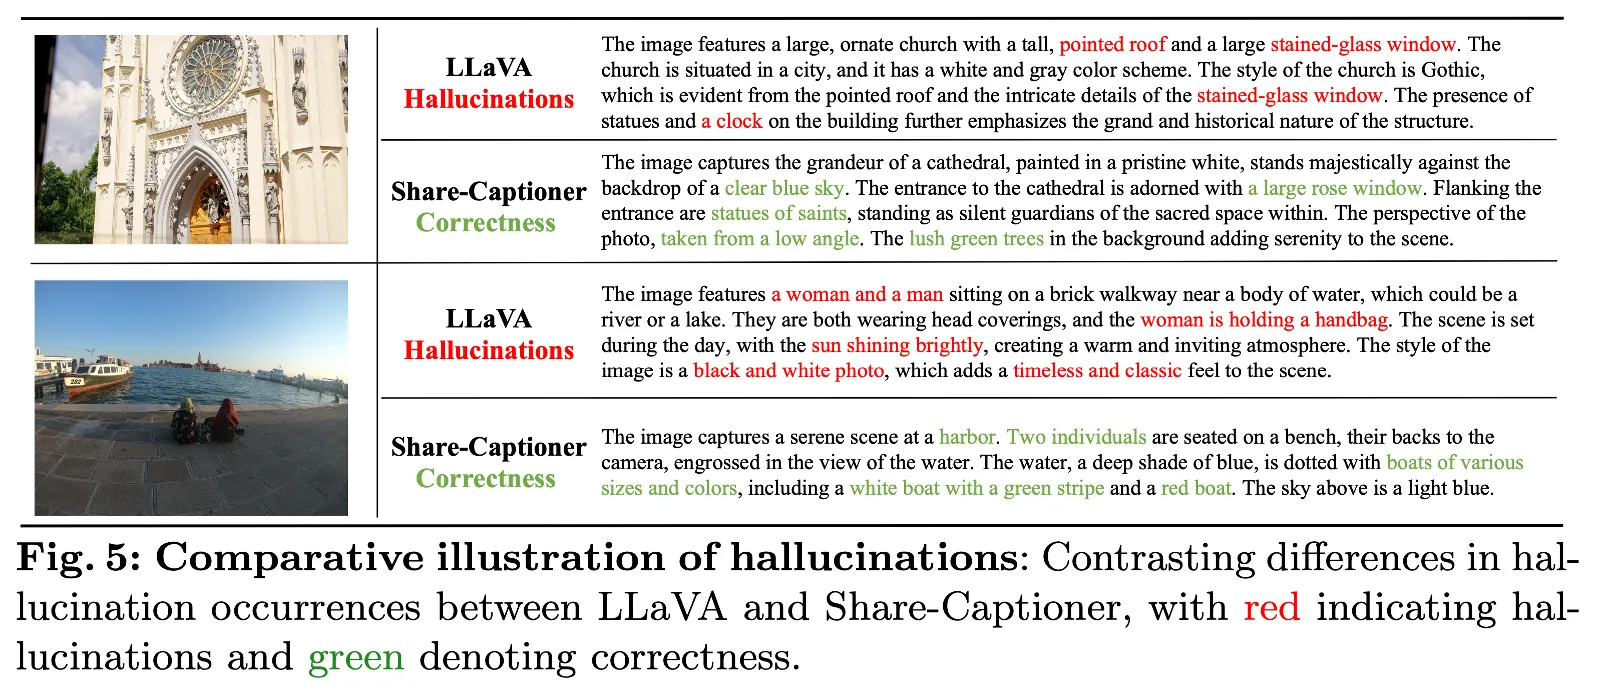 LLaVA
Hallucinations
The image features a large, ornate church with a tall, pointed roof and a large stained-glass window. The
church is situated in a city, and it has a white and gray color scheme. The style of the church is Gothic,
which is evident from the pointed roof and the intricate details of the stained-glass window. The presence of
statues and a clock on the building further emphasizes the grand and historical nature of the structure.
Share-Captioner
Correctness
The image captures the grandeur of a cathedral, painted in a pristine white, stands majestically against the
backdrop of a clear blue sky. The entrance to the cathedral is adorned with a large rose window. Flanking the
entrance are statues of saints, standing as silent guardians of the sacred space within. The perspective of the
photo, taken from a low angle. The lush green trees in the background adding serenity to the scene.
282
LLaVA
Hallucinations
The image features a woman and a man sitting on a brick walkway near a body of water, which could be a
river or a lake. They are both wearing head coverings, and the woman is holding a handbag. The scene is set
during the day, with the sun shining brightly, creating a warm and inviting atmosphere. The style of the
image is a black and white photo, which adds a timeless and classic feel to the scene.
Share-Captioner
Correctness
The image captures a serene scene at a harbor. Two individuals are seated on a bench, their backs to the
camera, engrossed in the view of the water. The water, a deep shade of blue, is dotted with boats of various
sizes and colors, including a white boat with a green stripe and a red boat. The sky above is a light blue.
Fig. 5: Comparative illustration of hallucinations: Contrasting differences in hal-
lucination occurrences between LLaVA and Share-Captioner, with red indicating hal-
lucinations and green denoting correctness.